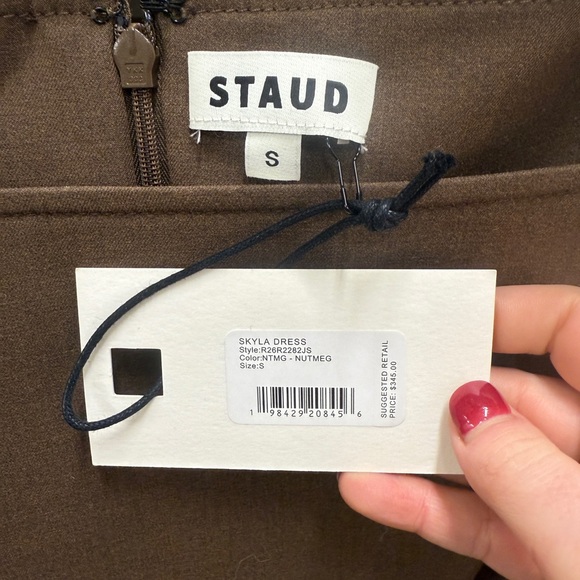 STAUD
S
SKYLA DRESS
Style:R26R2282JS
Color:NTMG - NUTMEG
Size:S
1 98429 20845 6
SUGGESTED RETAIL
PRICE: $345.00